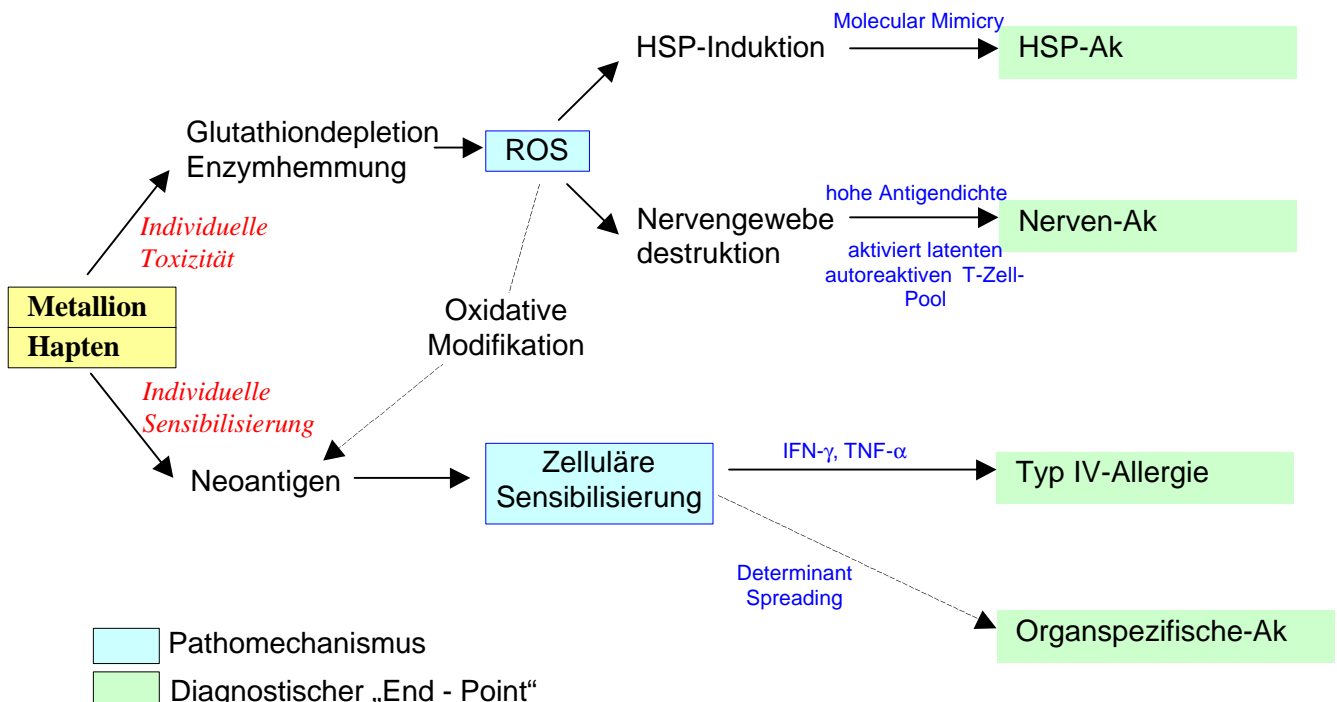 Molecular Mimicry
HSP-Induktion
HSP-Ak
Glutathiondepletion
Enzymhemmung
ROS
Individuelle
Toxizität
hohe Antigendichte
Nervengewebe
destruktion
Nerven-Ak
aktiviert latenten
autoreaktiven T-Zell-
Pool
Metallion
Hapten
Oxidative
Modifikation
Individuelle
Sensibilisierung
Neoantigen
Zelluläre
Sensibilisierung
IFN-γ, TNF-α
Typ IV-Allergie
Determinant
Spreading
Organspezifische-Ak
Pathomechanismus
Diagnostischer „End - Point“